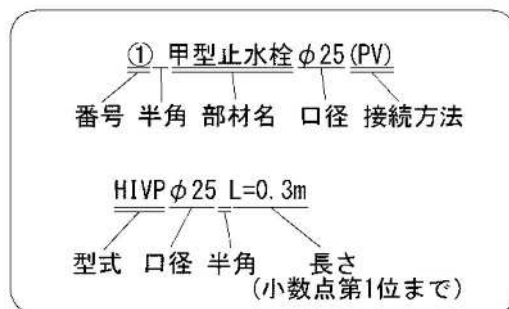 ① 甲型止水栓φ25(PV)
番号 半角 部材名 口径 接続方法
HIVPφ25 L=0.3m
型式 口径 半角 長さ
(小数点第1位まで)